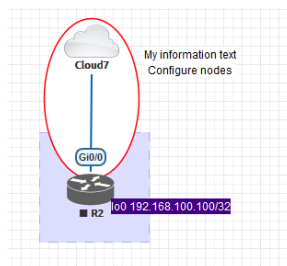 My information text
Cloud7
Configure nodes
Gi0/0
lo0 192.168.100.100/32
R2